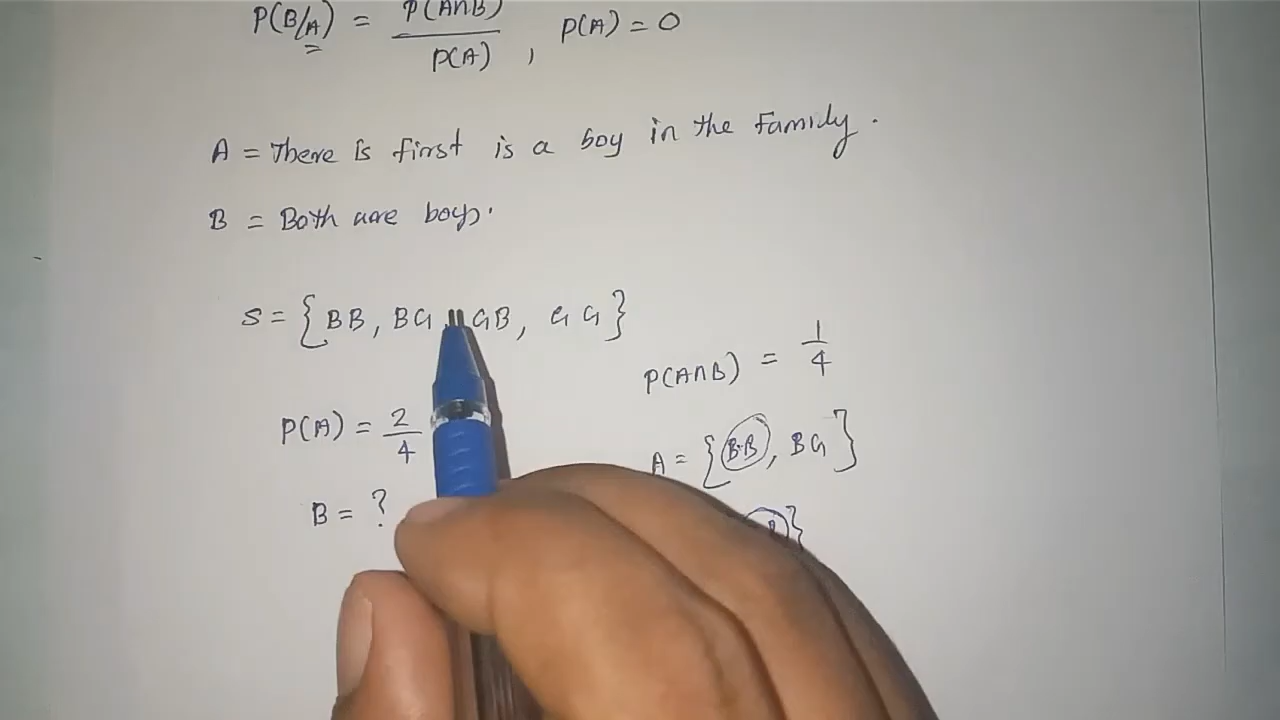 P(B/A) = P(A∩B) / P(A) , P(A) = 0
A = There is first is a boy in the family.
B = Both are boys.
S = {BB, BG, GB, GG}
P(A∩B) = 1/4
P(A) = 2/4
A = {BB, BG}
B = ?
B}